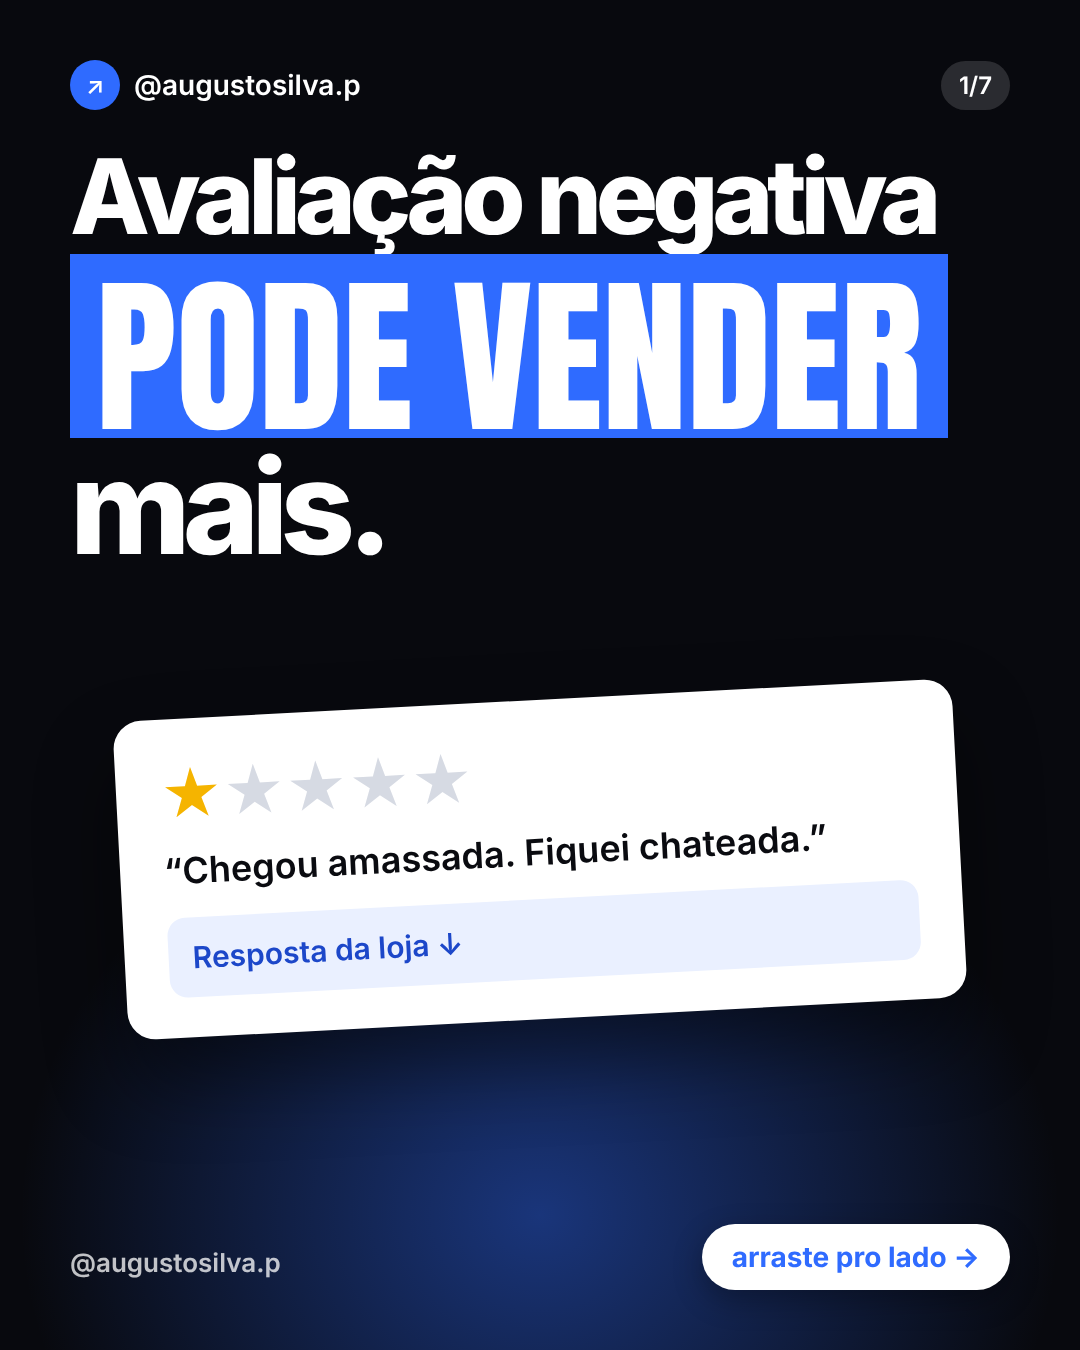 @augustosilva.p
1/7
Avaliação negativa
PODE VENDER
mais.
“Chegou amassada. Fiquei chateada.”
Resposta da loja ↓
@augustosilva.p
arraste pro lado →